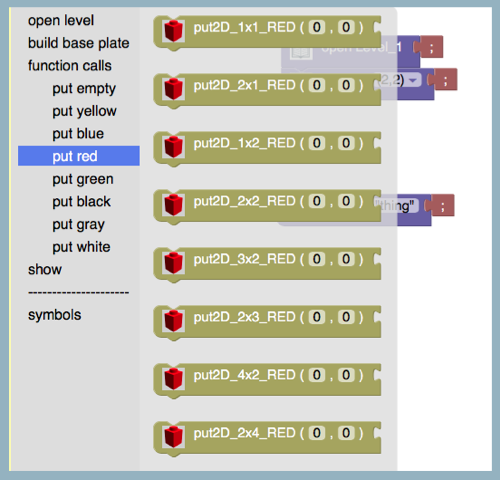 open level
build base plate
function calls
put empty
put yellow
put blue
put red
put green
put black
put gray
put white
show
---------------------
symbols
put2D_1x1_RED ( 0 , 0 )
put2D_2x1_RED ( 0 , 0 )
put2D_1x2_RED ( 0 , 0 )
put2D_2x2_RED ( 0 , 0 )
put2D_3x2_RED ( 0 , 0 )
put2D_2x3_RED ( 0 , 0 )
put2D_4x2_RED ( 0 , 0 )
put2D_2x4_RED ( 0 , 0 )
open Level_1 ;
2,2) ;
"thing" ;